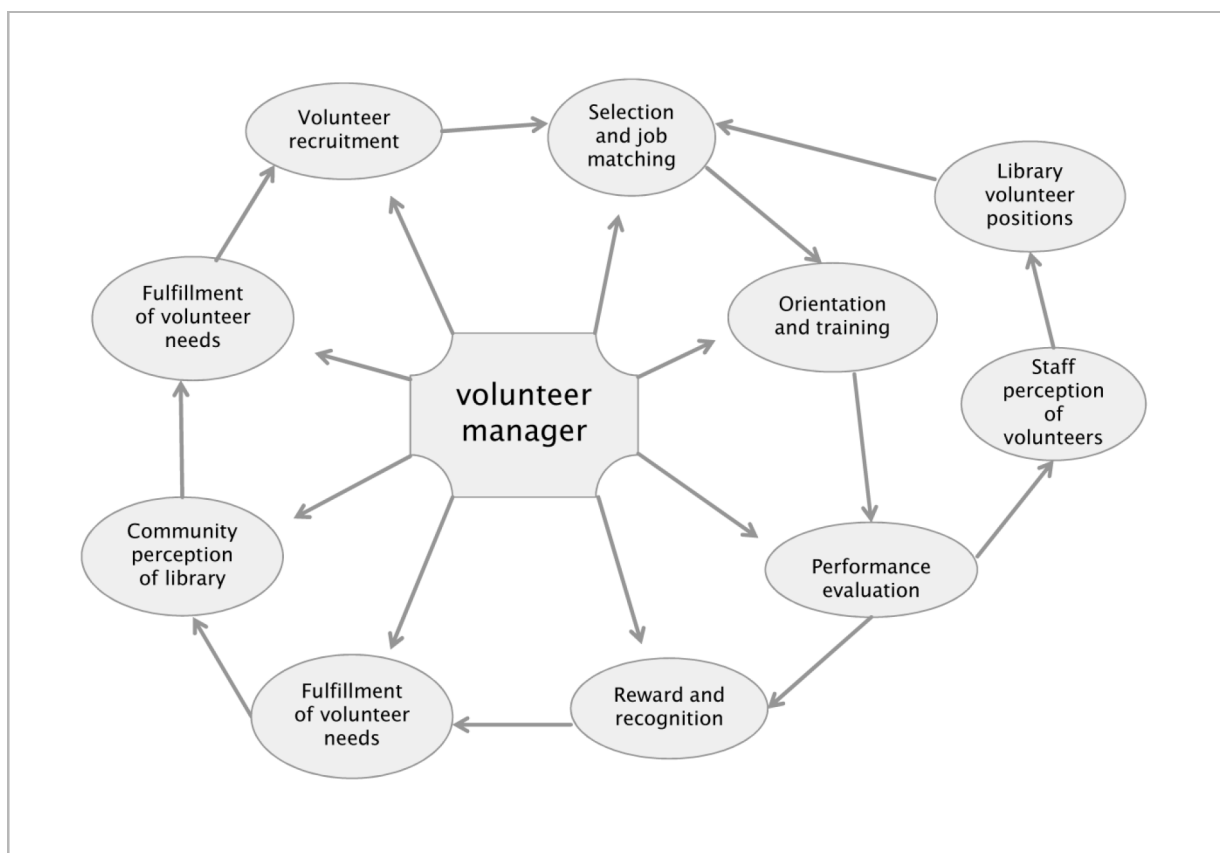 Volunteer
recruitment
Selection
and job
matching
Library
volunteer
positions
Fulfillment
of volunteer
needs
Orientation
and training
volunteer
manager
Staff
perception
of
volunteers
Community
perception
of library
Performance
evaluation
Fulfillment
of volunteer
needs
Reward and
recognition